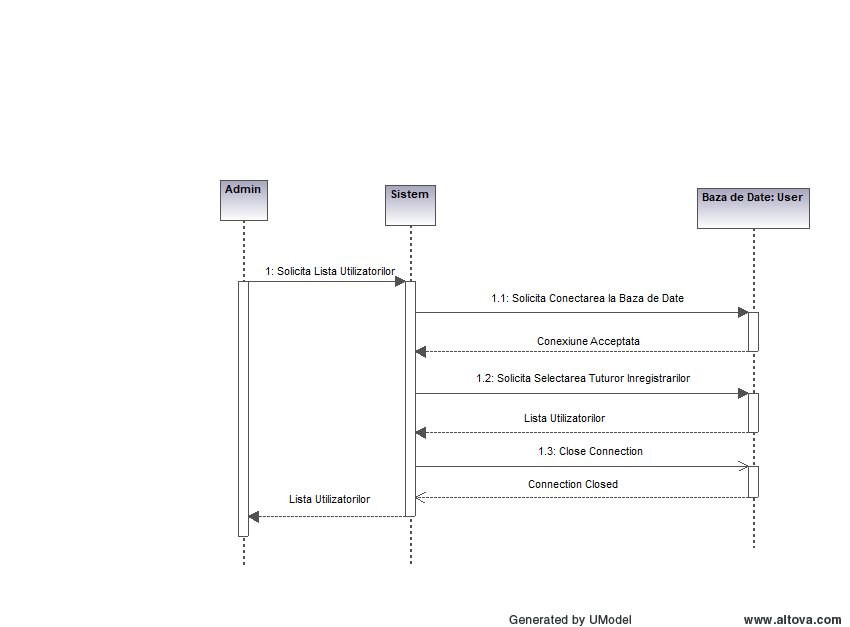 Admin
Sistem
Baza de Date: User
1: Solicita Lista Utilizatorilor
1.1: Solicita Conectarea la Baza de Date
Conexiune Acceptata
1.2: Solicita Selectarea Tuturor Inregistrarilor
Lista Utilizatorilor
1.3: Close Connection
Connection Closed
Lista Utilizatorilor
Generated by UModel
www.altova.com